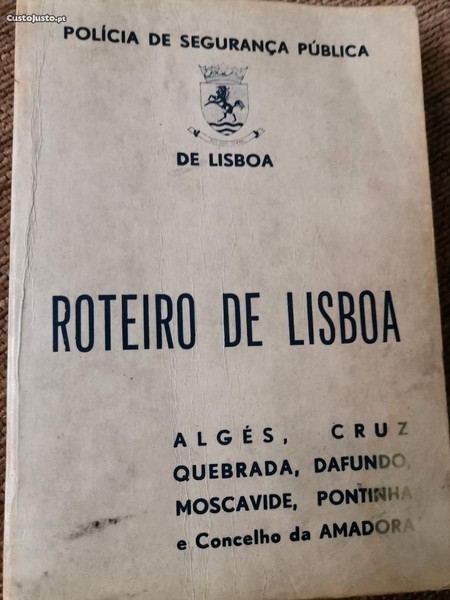 CustoJusto.pt
POLÍCIA DE SEGURANÇA PÚBLICA
DE LISBOA
ROTEIRO DE LISBOA
ALGÉS, CRUZ
QUEBRADA, DAFUNDO,
MOSCAVIDE, PONTINHA
e Concelho da AMADORA